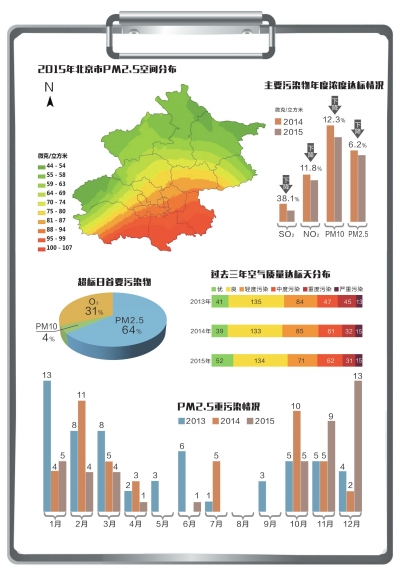 2015年北京市PM2.5空间分布
N
微克/立方米
44 - 54
55 - 58
59 - 63
64 - 69
70 - 74
75 - 80
81 - 87
88 - 94
95 - 99
100 - 107
主要污染物年度浓度达标情况
微克/立方米
2014
2015
下降
38.1%
下降
11.8%
下降
12.3%
下降
6.2%
SO₂ NO₂ PM10 PM2.5
超标日首要污染物
O₃
31%
PM10
4%
PM2.5
64%
过去三年空气质量达标天分布
优 良 轻度污染 中度污染 重度污染 严重污染
2013年 41 135 84 47 45 13
2014年 39 133 85 81 32 15
2015年 52 134 71 62 31 15
PM2.5重污染情况
2013 2014 2015
13 4 5
8 11 4
8 5 4
2 3 1
3
6 1
1 5
3
5 10 5
5 5 9
4 2 13
1月 2月 3月 4月 5月 6月 7月 8月 9月 10月 11月 12月